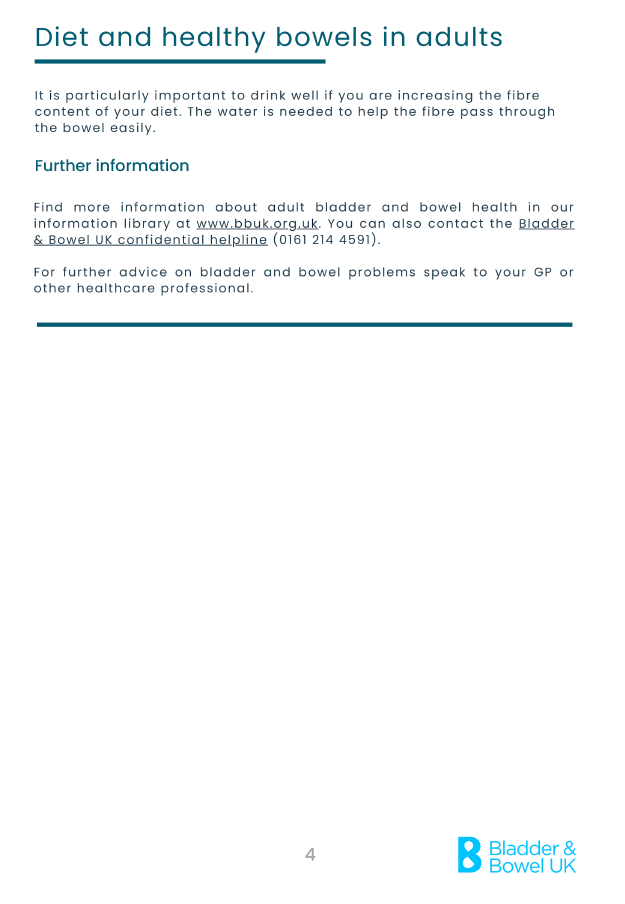 Diet and healthy bowels in adults
It is particularly important to drink well if you are increasing the fibre
content of your diet. The water is needed to help the fibre pass through
the bowel easily.
Further information
Find more information about adult bladder and bowel health in our
information library at www.bbuk.org.uk. You can also contact the Bladder
& Bowel UK confidential helpline (0161 214 4591).
For further advice on bladder and bowel problems speak to your GP or
other healthcare professional.
4
Bladder &
Bowel UK